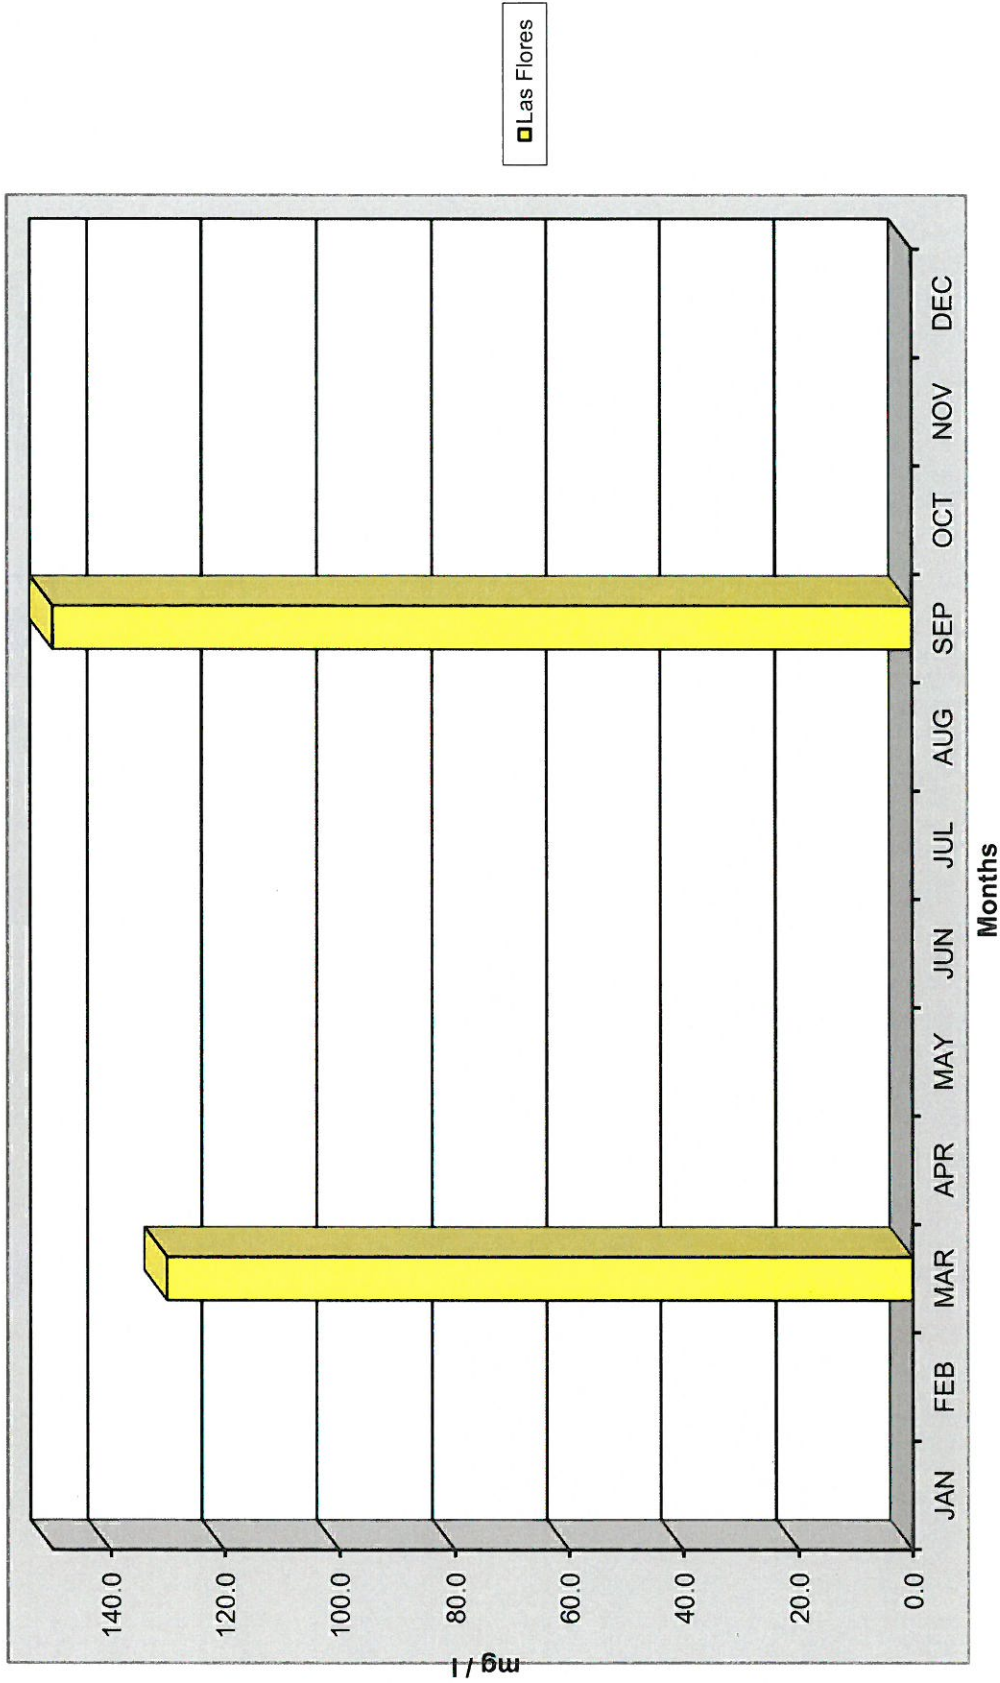 140.0
120.0
100.0
80.0
60.0
40.0
20.0
0.0
mg / l
JAN FEB MAR APR MAY JUN JUL AUG SEP OCT NOV DEC
Months
Las Flores